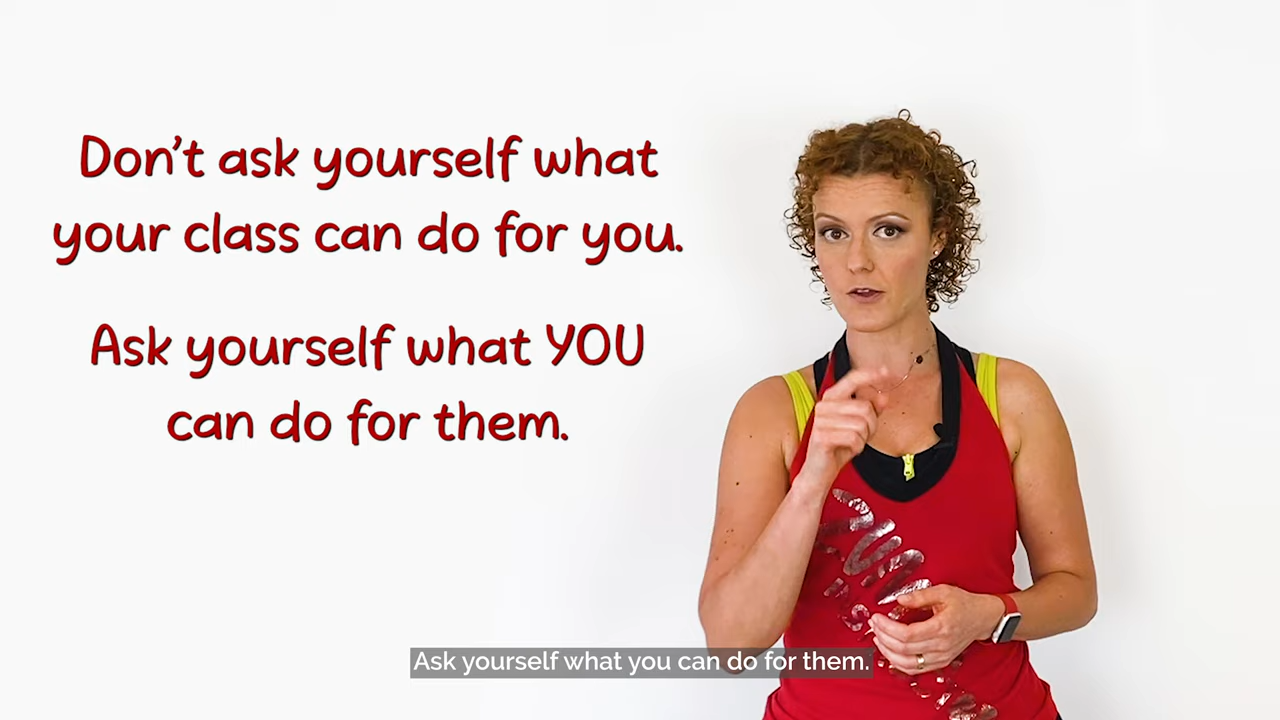 Don't ask yourself what
your class can do for you.
Ask yourself what YOU
can do for them.
Ask yourself what you can do for them.